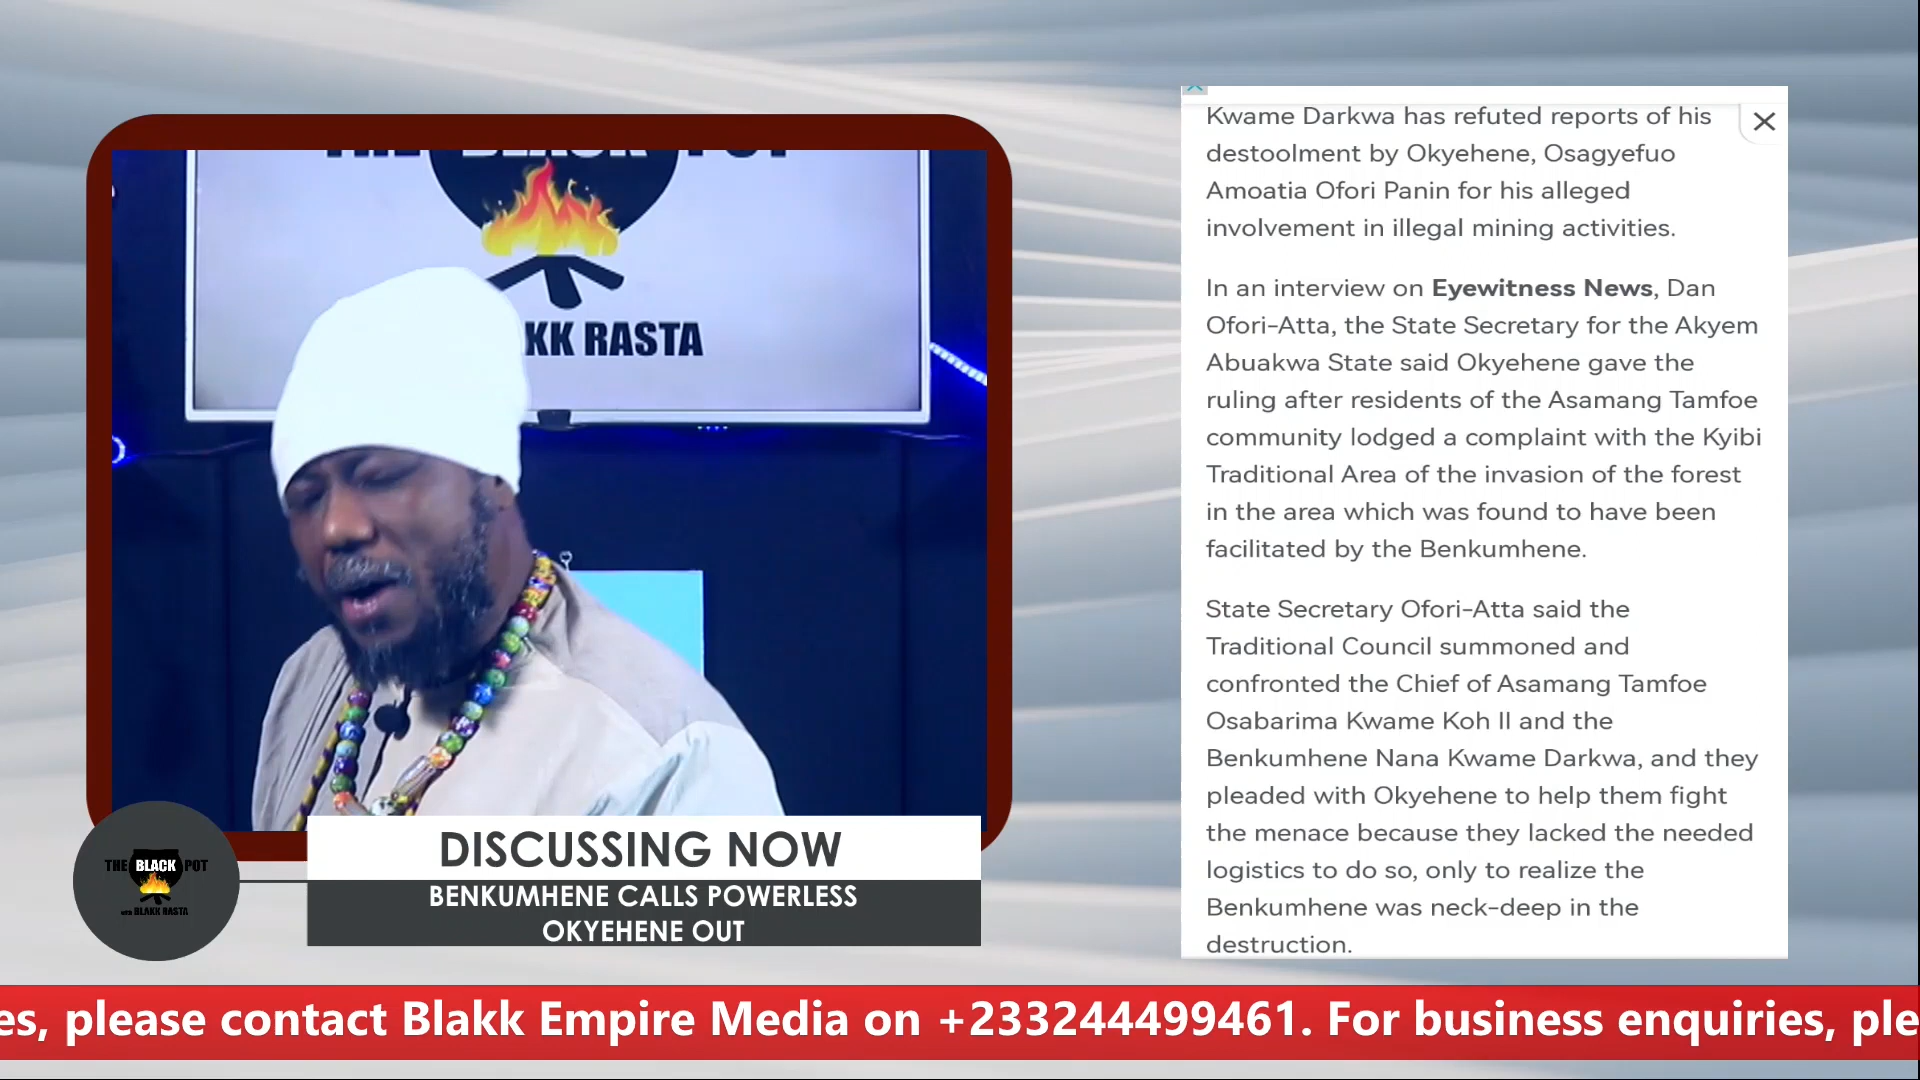 THE BLACK POT
AKK RASTA
DISCUSSING NOW
BENKUMHENE CALLS POWERLESS
OKYEHENE OUT
THE BLACK POT
WITH BLAKK RASTA
Kwame Darkwa has refuted reports of his
destoolment by Okyehene, Osagyefuo
Amoatia Ofori Panin for his alleged
involvement in illegal mining activities.
In an interview on Eyewitness News, Dan
Ofori-Atta, the State Secretary for the Akyem
Abuakwa State said Okyehene gave the
ruling after residents of the Asamang Tamfoe
community lodged a complaint with the Kyibi
Traditional Area of the invasion of the forest
in the area which was found to have been
facilitated by the Benkumhene.
State Secretary Ofori-Atta said the
Traditional Council summoned and
confronted the Chief of Asamang Tamfoe
Osabarima Kwame Koh II and the
Benkumhene Nana Kwame Darkwa, and they
pleaded with Okyehene to help them fight
the menace because they lacked the needed
logistics to do so, only to realize the
Benkumhene was neck-deep in the
destruction.
es, please contact Blakk Empire Media on +233244499461. For business enquiries, ple